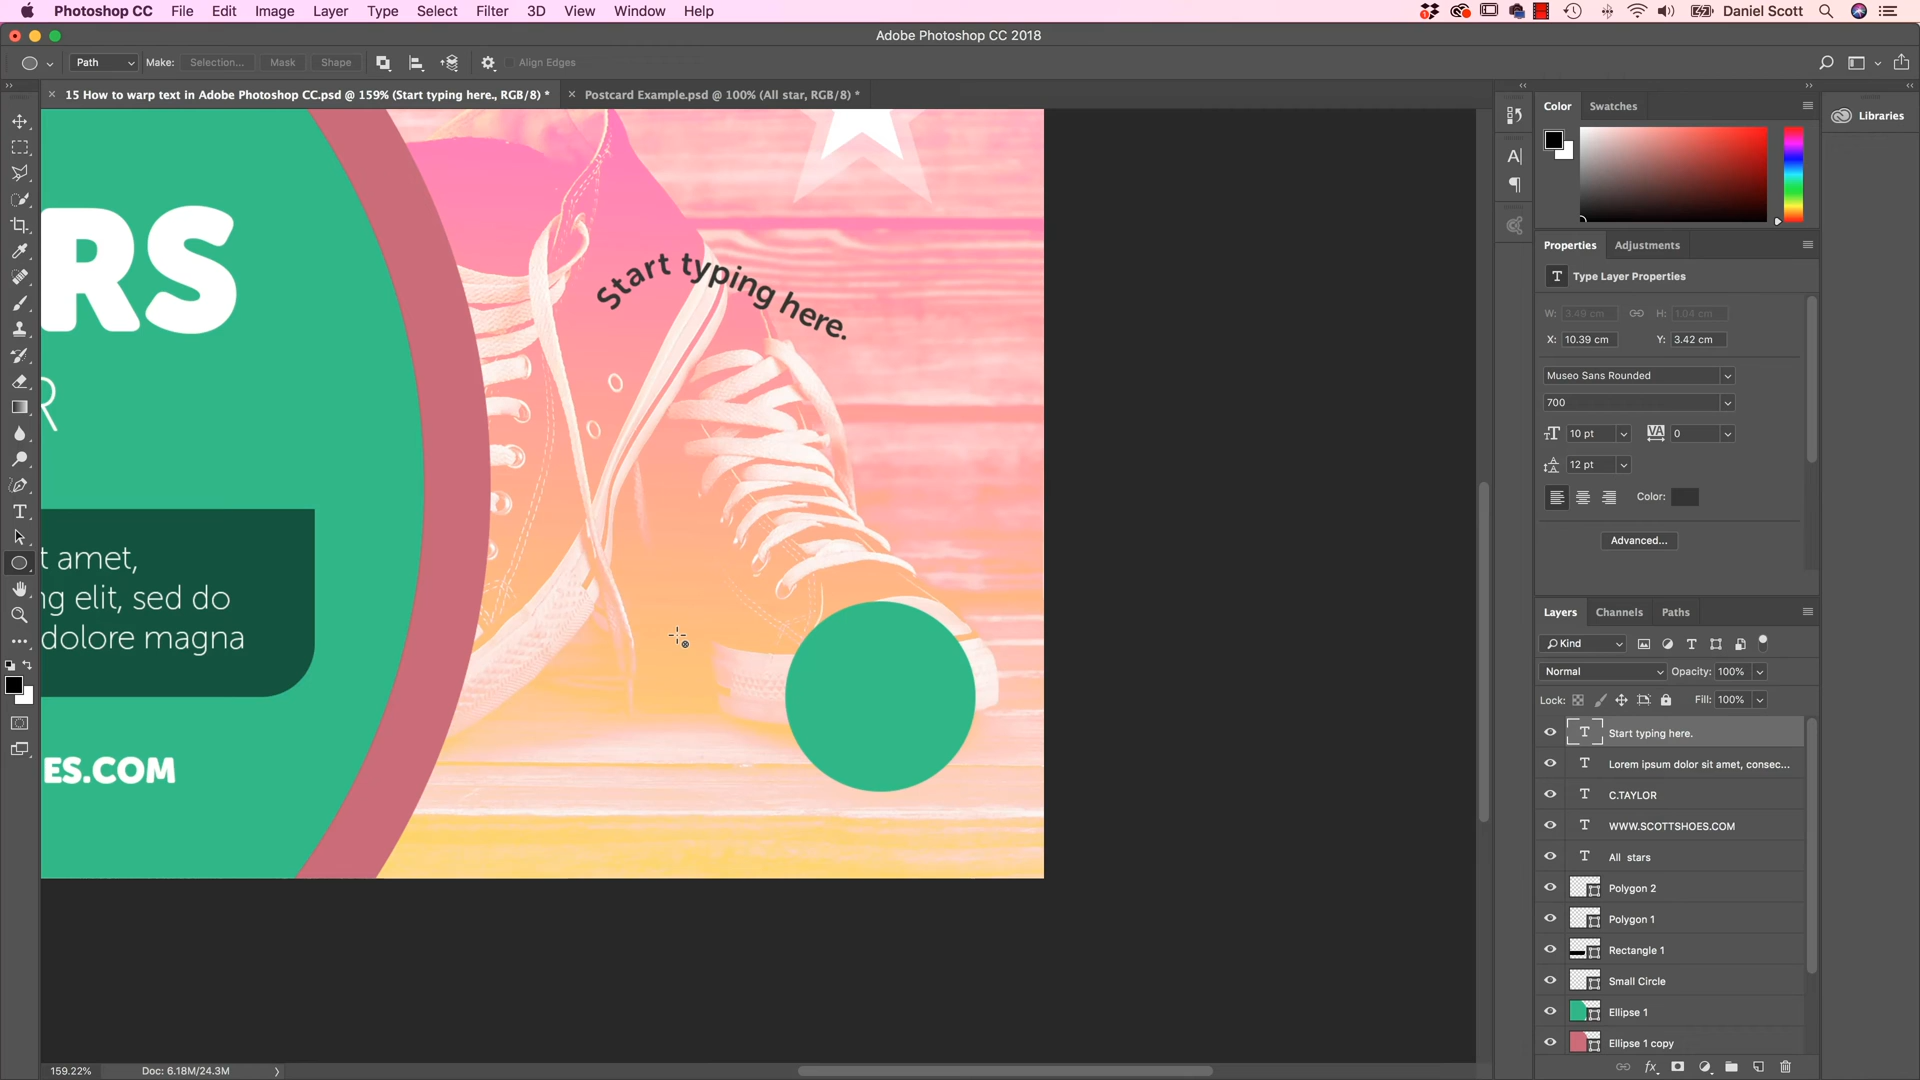 Photoshop CC File Edit Image Layer Type Select Filter 3D View Window Help Daniel Scott
Adobe Photoshop CC 2018
Path Make: Selection... Mask Shape Align Edges
15 How to warp text in Adobe Photoshop CC.psd @ 159% (Start typing here., RGB/8) *
Postcard Example.psd @ 100% (All star, RGB/8) *
RS
R
t amet,
ng elit, sed do
dolore magna
ES.COM
Start typing here.
Color Swatches
Libraries
Properties Adjustments
T Type Layer Properties
W: 3.49 cm H: 1.04 cm
X: 10.39 cm Y: 3.42 cm
Museo Sans Rounded
700
10 pt VA 0
12 pt
Color:
Advanced...
Layers Channels Paths
Kind
Normal Opacity: 100%
Lock: Fill: 100%
T Start typing here.
T Lorem ipsum dolor sit amet, consec...
T C.TAYLOR
T WWW.SCOTTSHOES.COM
T All stars
Polygon 2
Polygon 1
Rectangle 1
Small Circle
Ellipse 1
Ellipse 1 copy
fx
159.22% Doc: 6.18M/24.3M